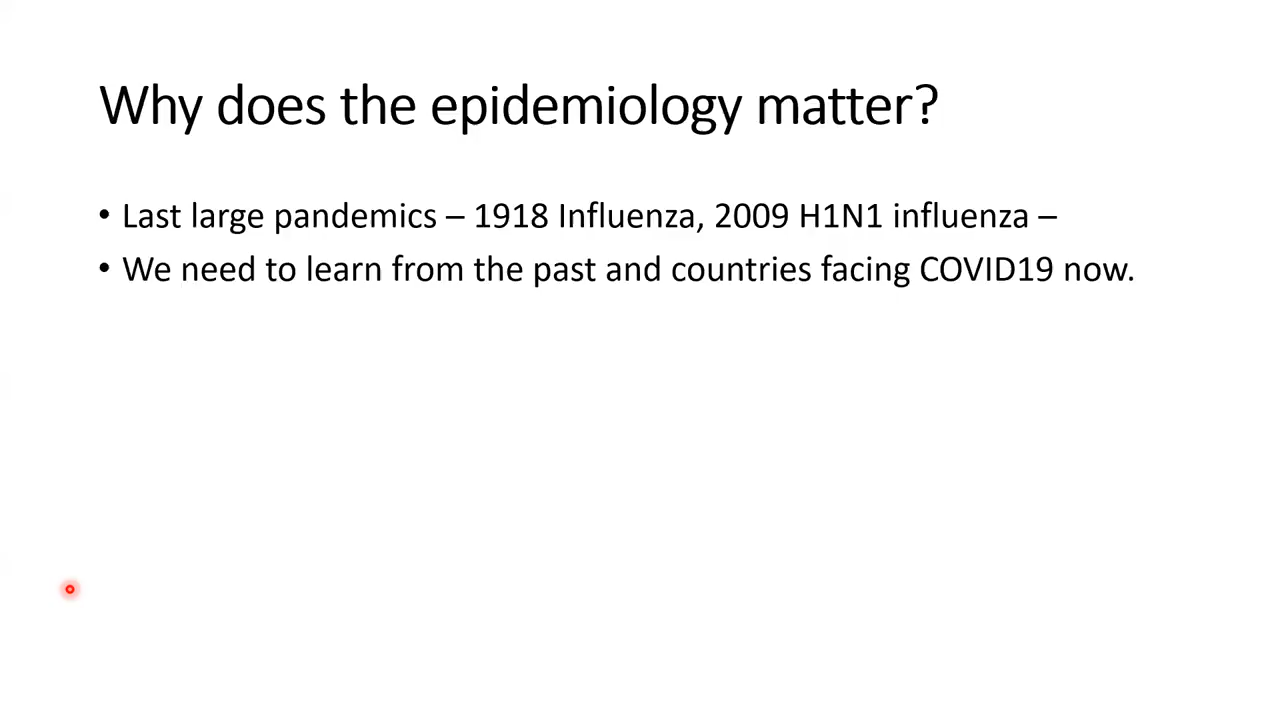 Why does the epidemiology matter?
• Last large pandemics – 1918 Influenza, 2009 H1N1 influenza –
• We need to learn from the past and countries facing COVID19 now.